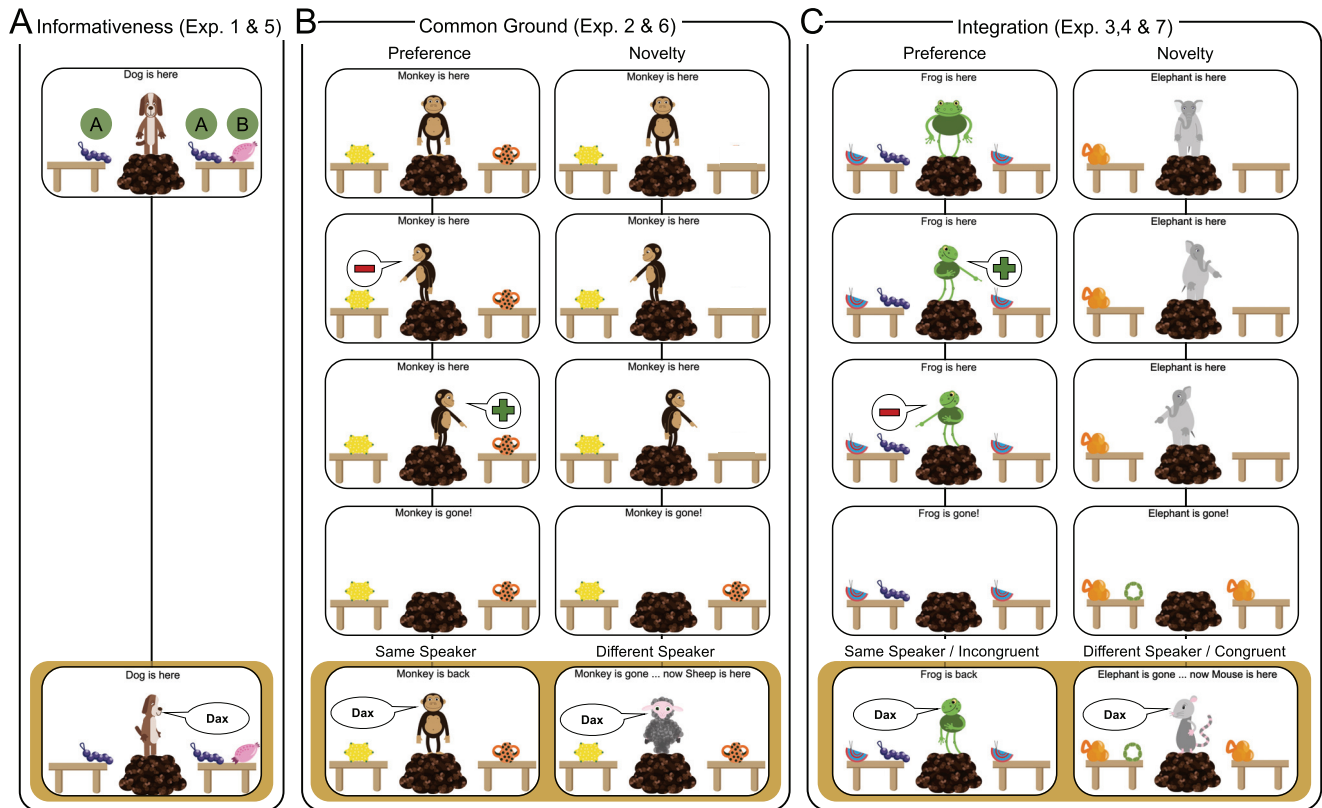 A Informativeness (Exp. 1 & 5)
Dog is here
A
A
B
Dog is here
Dax
B Common Ground (Exp. 2 & 6)
Preference
Novelty
Monkey is here
Monkey is here
Monkey is here
Monkey is here
Monkey is here
Monkey is here
Monkey is gone!
Monkey is gone!
Same Speaker
Different Speaker
Monkey is back
Monkey is gone ... now Sheep is here
Dax
Dax
C Integration (Exp. 3,4 & 7)
Preference
Novelty
Frog is here
Elephant is here
Frog is here
Elephant is here
Frog is here
Elephant is here
Frog is gone!
Elephant is gone!
Same Speaker / Incongruent
Different Speaker / Congruent
Frog is back
Elephant is gone ... now Mouse is here
Dax
Dax